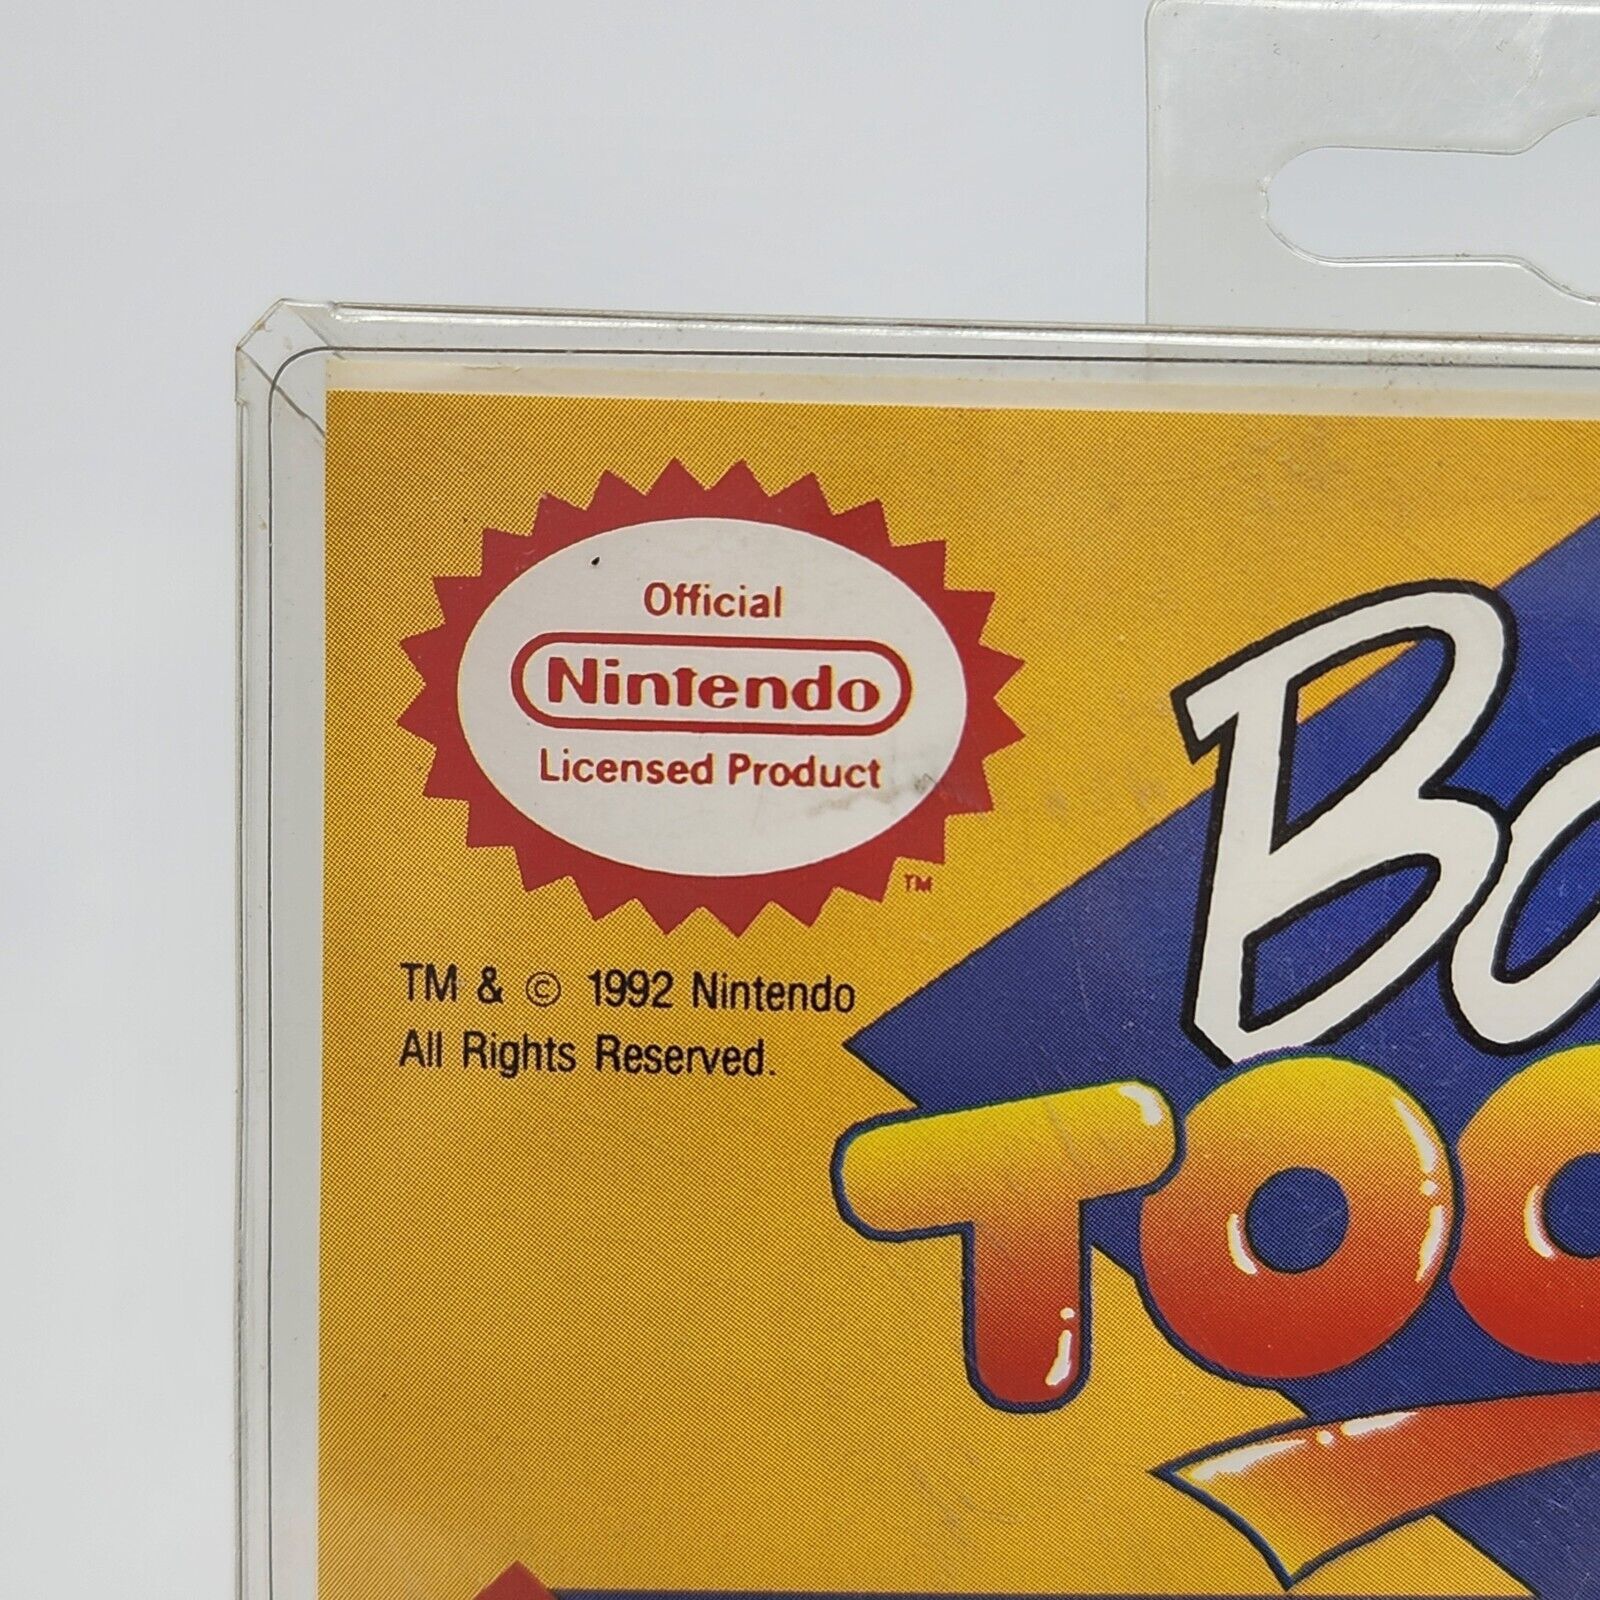 Official
Nintendo
Licensed Product
TM
TM & © 1992 Nintendo
All Rights Reserved.